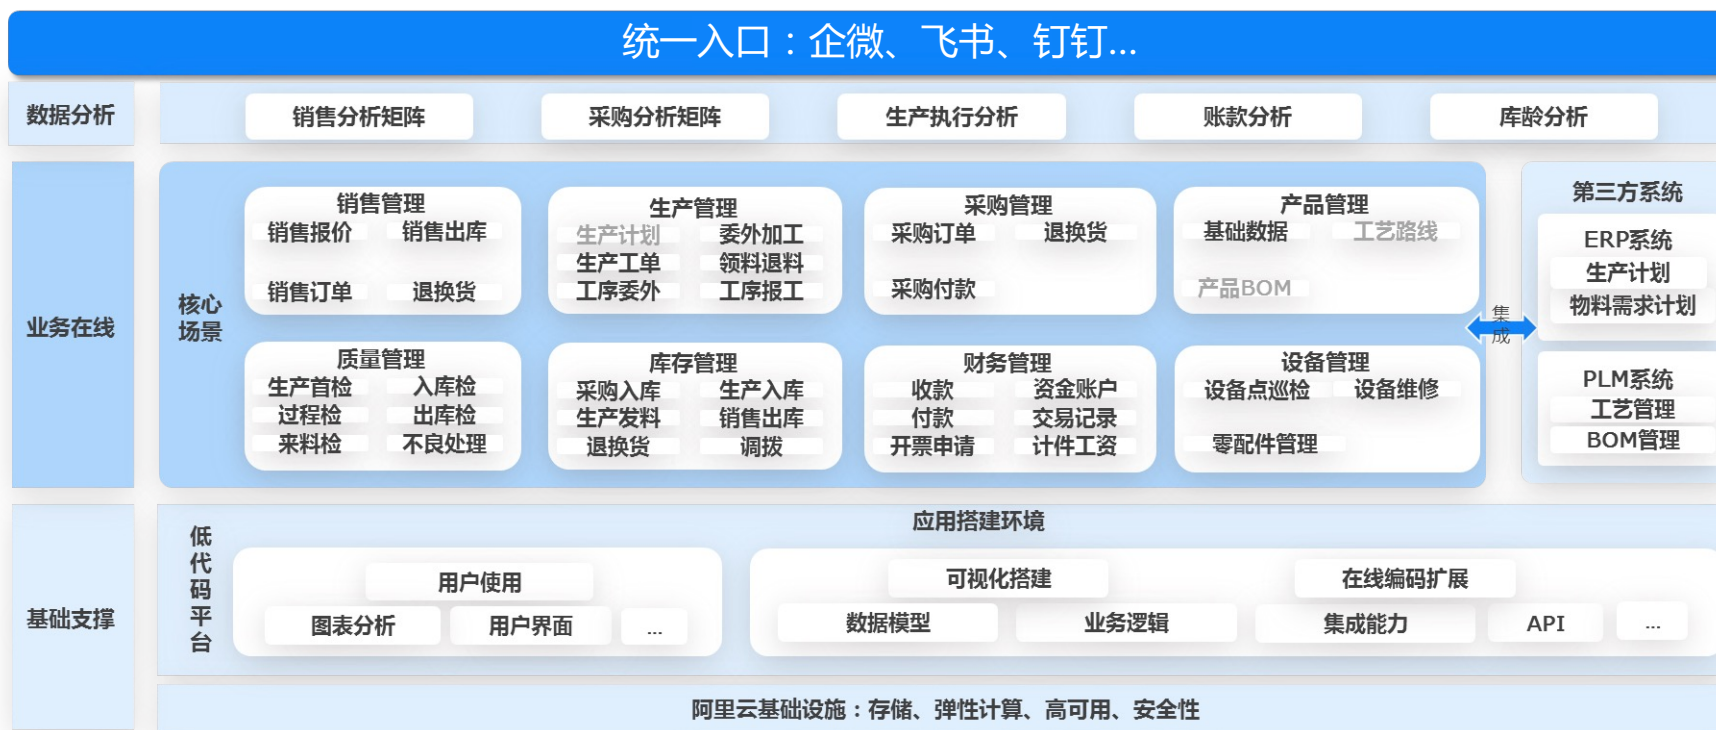 统一入口：企微、飞书、钉钉...
数据分析
销售分析矩阵
采购分析矩阵
生产执行分析
账款分析
库龄分析
业务在线
核心
场景
销售管理
销售报价
销售出库
销售订单
退换货
生产管理
生产计划
委外加工
生产工单
领料退料
工序委外
工序报工
采购管理
采购订单
退换货
采购付款
产品管理
基础数据
工艺路线
产品BOM
质量管理
生产首检
入库检
过程检
出库检
来料检
不良处理
库存管理
采购入库
生产入库
生产发料
销售出库
退换货
调拨
财务管理
收款
资金账户
付款
交易记录
开票申请
计件工资
设备管理
设备点巡检
设备维修
零配件管理
集
成
第三方系统
ERP系统
生产计划
物料需求计划
PLM系统
工艺管理
BOM管理
基础支撑
低
代
码
平
台
应用搭建环境
用户使用
图表分析
用户界面
...
可视化搭建
在线编码扩展
数据模型
业务逻辑
集成能力
API
...
阿里云基础设施：存储、弹性计算、高可用、安全性